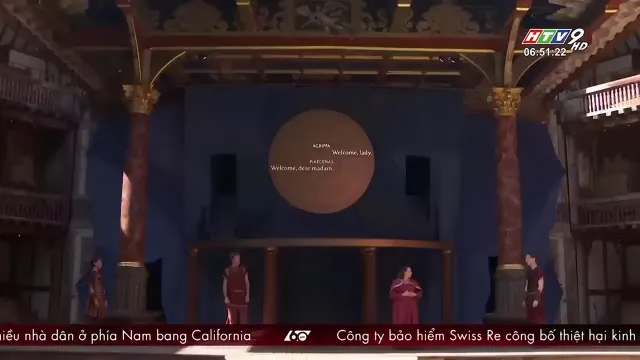 HTV9
HD
06:51:22
AGRIPPA
Welcome, lady.
MAECENAS
Welcome, dear madam.
iều nhà dân ở phía Nam bang California
60
Công ty bảo hiểm Swiss Re công bố thiệt hại kinh